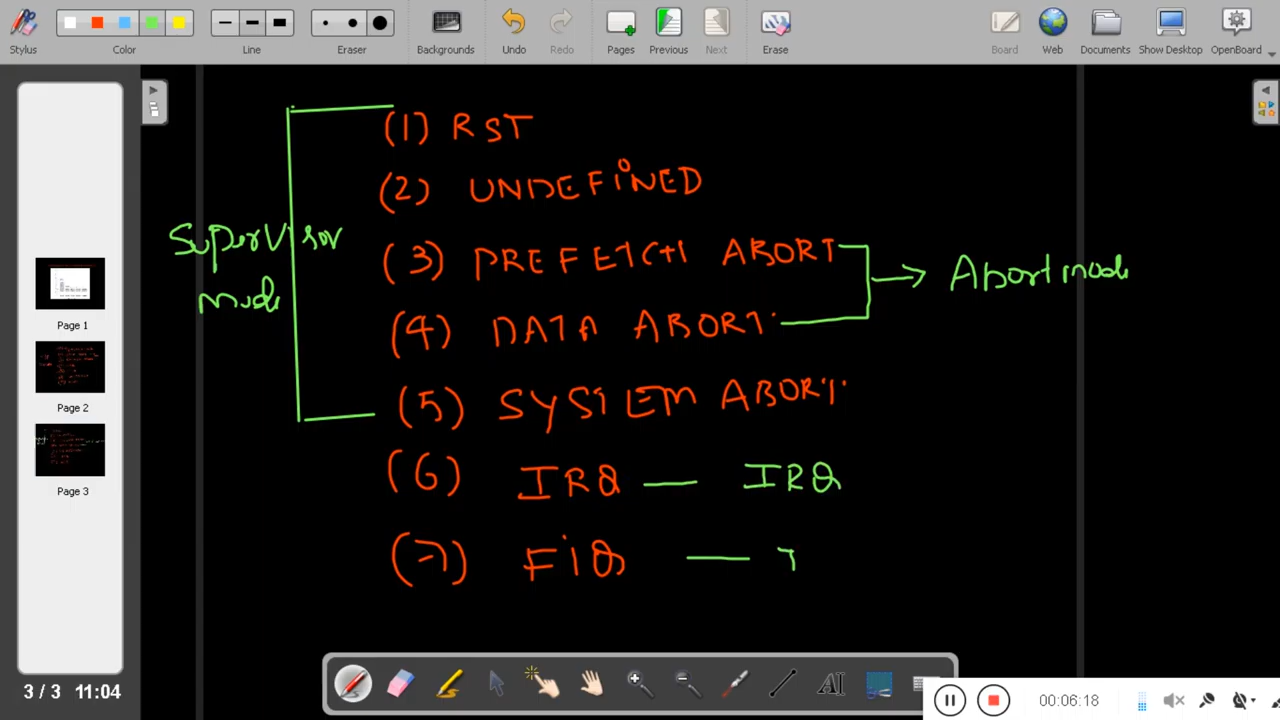 Stylus Color Line Eraser Backgrounds Undo Redo Pages Previous Next Erase Board Web Documents Show Desktop OpenBoard
(1) RST
(2) UNDEFINED
(3) PREFETCH ABORT
(4) DATA ABORT
(5) SYSTEM ABORT
(6) IRQ — IRQ
(7) FIQ —
Supervisor
mode
Abort mode
Page 1
Page 2
Page 3
3 / 3 11:04
AI
00:06:18